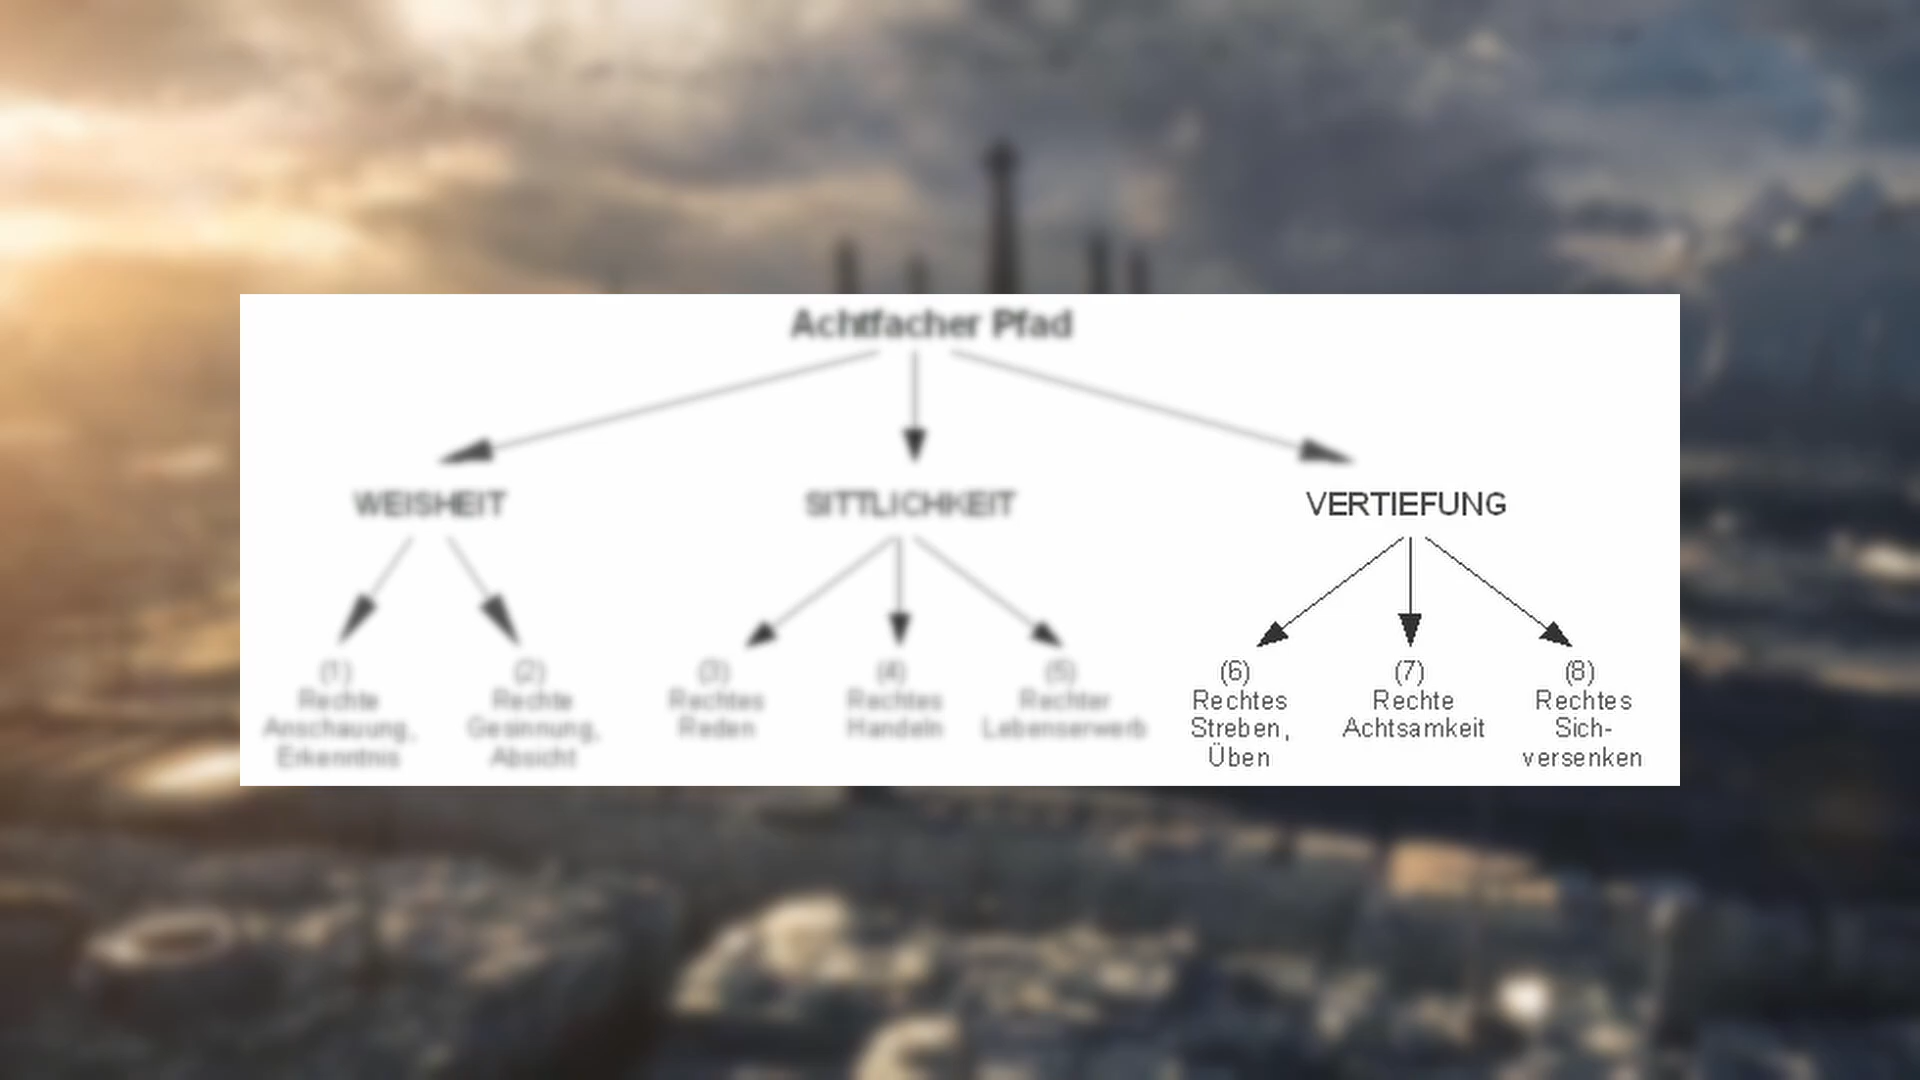 Achtfacher Pfad
WEISHEIT
SITTLICHKEIT
VERTIEFUNG
(1)
Rechte
Anschauung,
Erkenntnis
(2)
Rechte
Gesinnung,
Absicht
(3)
Rechtes
Reden
(4)
Rechtes
Handeln
(5)
Rechter
Lebenserwerb
(6)
Rechtes
Streben,
Üben
(7)
Rechte
Achtsamkeit
(8)
Rechtes
Sich-
versenken